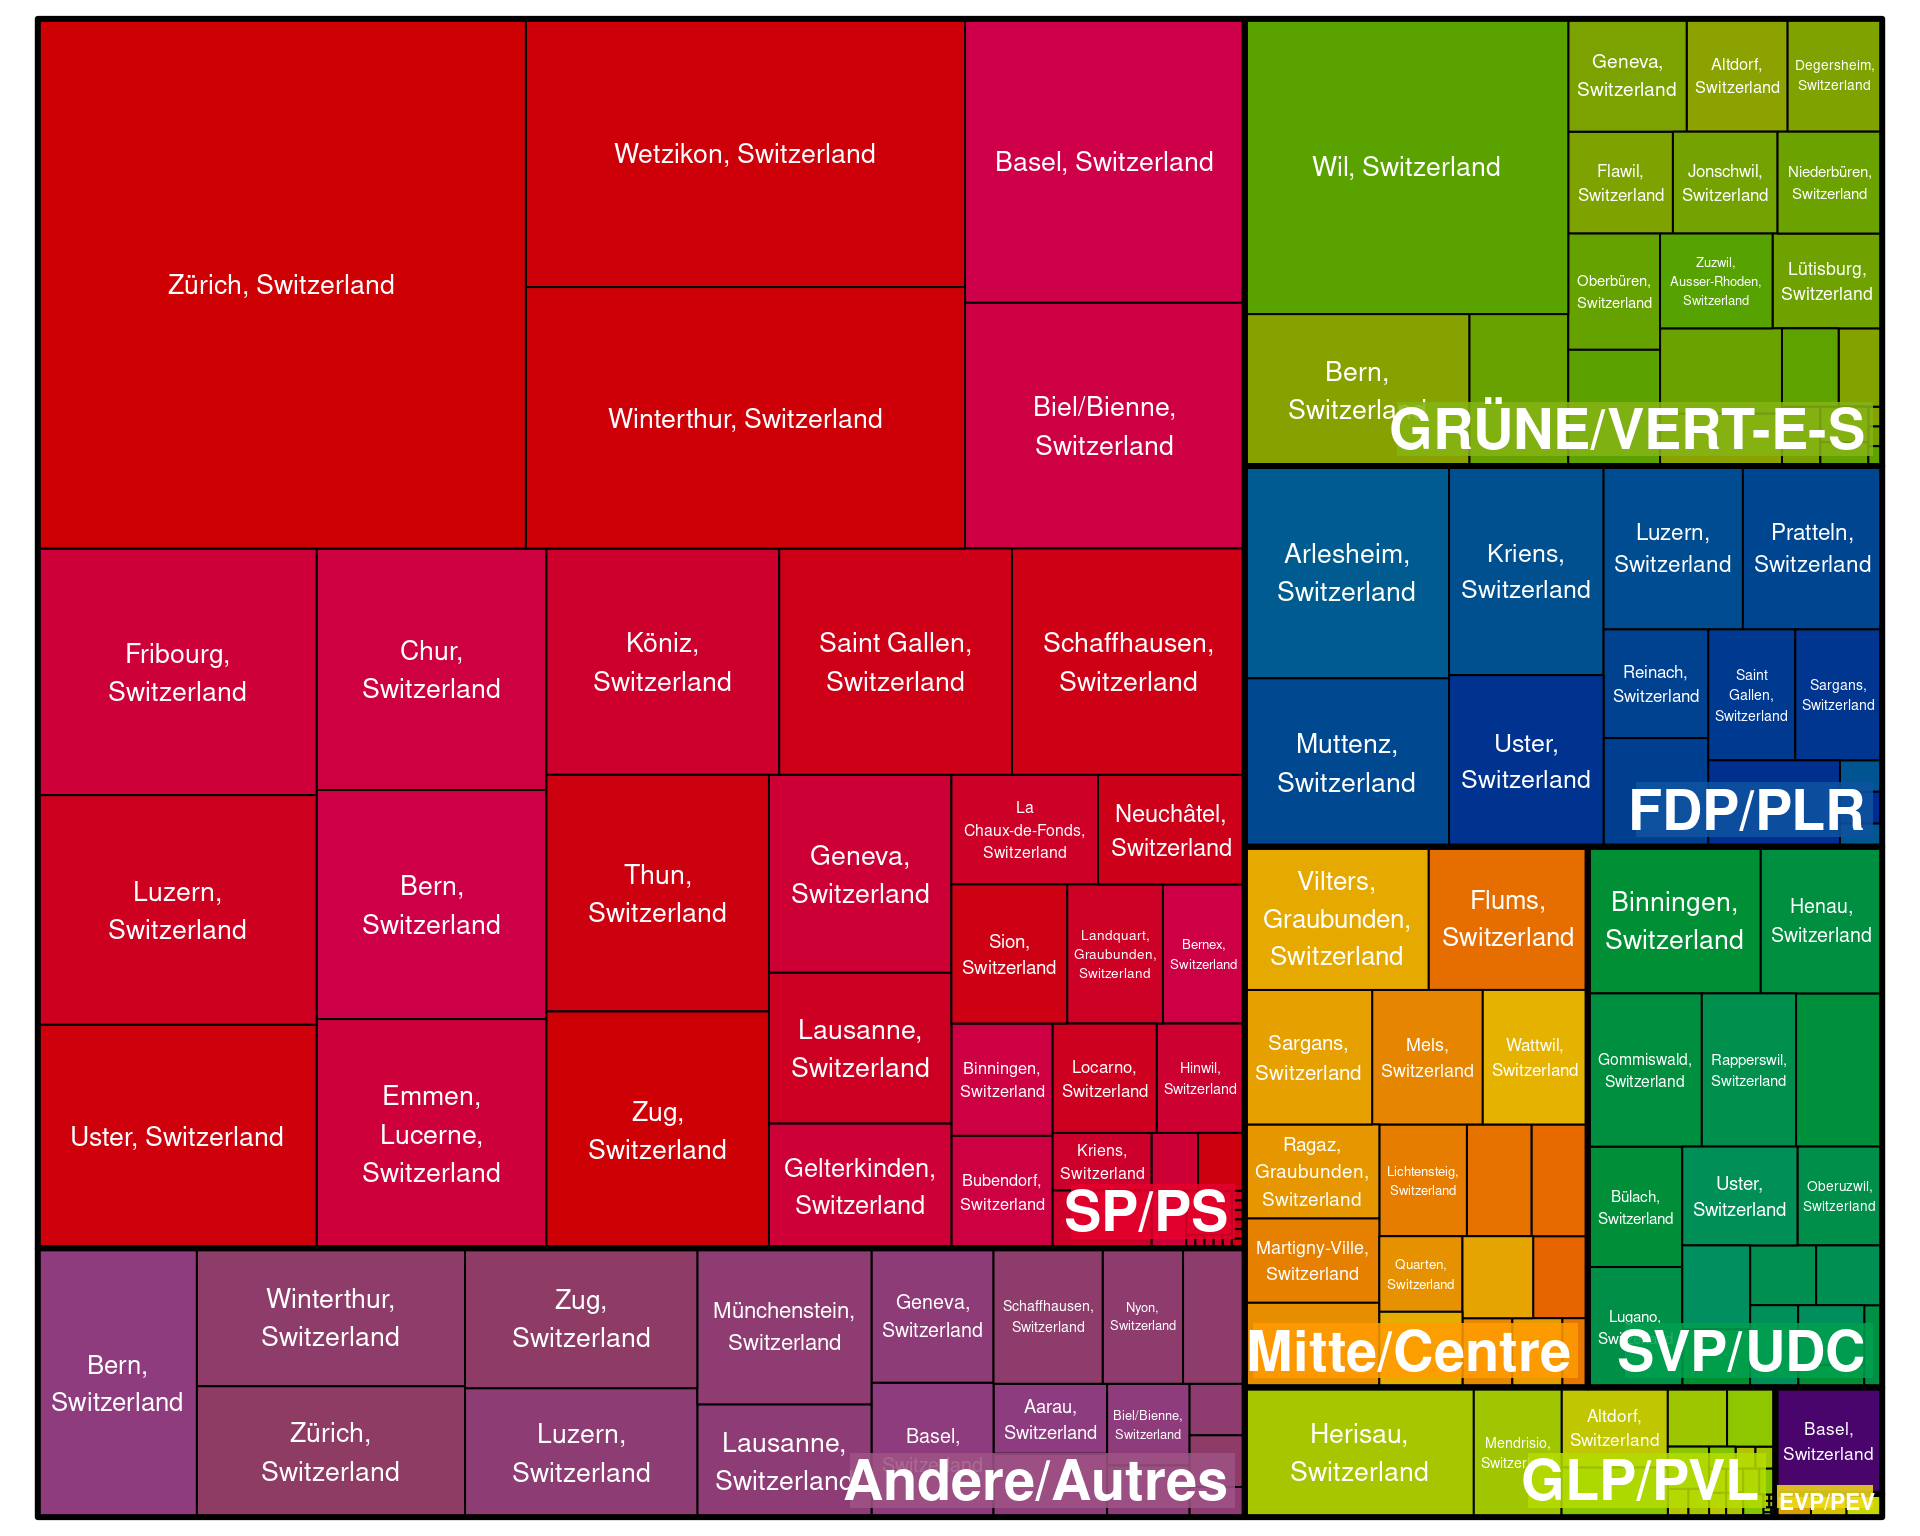 Zürich, Switzerland
Wetzikon, Switzerland
Winterthur, Switzerland
Basel, Switzerland
Biel/Bienne,
Switzerland
Fribourg,
Switzerland
Chur,
Switzerland
Köniz,
Switzerland
Saint Gallen,
Switzerland
Schaffhausen,
Switzerland
Luzern,
Switzerland
Bern,
Switzerland
Uster, Switzerland
Emmen,
Lucerne,
Switzerland
Thun,
Switzerland
Zug,
Switzerland
Geneva,
Switzerland
Lausanne,
Switzerland
Gelterkinden,
Switzerland
La
Chaux-de-Fonds,
Switzerland
Neuchâtel,
Switzerland
Sion,
Switzerland
Landquart,
Graubunden,
Switzerland
Bernex,
Switzerland
Binningen,
Switzerland
Locarno,
Switzerland
Hinwil,
Switzerland
Bubendorf,
Switzerland
Kriens,
Switzerland
SP/PS
Bern,
Switzerland
Winterthur,
Switzerland
Zürich,
Switzerland
Zug,
Switzerland
Luzern,
Switzerland
Münchenstein,
Switzerland
Lausanne,
Switzerland
Geneva,
Switzerland
Basel,
Switzerland
Schaffhausen,
Switzerland
Nyon,
Switzerland
Aarau,
Switzerland
Biel/Bienne,
Switzerland
Andere/Autres
Wil, Switzerland
Bern,
Switzerland
Geneva,
Switzerland
Altdorf,
Switzerland
Degersheim,
Switzerland
Flawil,
Switzerland
Jonschwil,
Switzerland
Niederbüren,
Switzerland
Oberbüren,
Switzerland
Zuzwil,
Ausser-Rhoden,
Switzerland
Lütisburg,
Switzerland
GRÜNE/VERT-E-S
Arlesheim,
Switzerland
Muttenz,
Switzerland
Kriens,
Switzerland
Uster,
Switzerland
Luzern,
Switzerland
Pratteln,
Switzerland
Reinach,
Switzerland
Saint
Gallen,
Switzerland
Sargans,
Switzerland
FDP/PLR
Vilters,
Graubunden,
Switzerland
Flums,
Switzerland
Sargans,
Switzerland
Mels,
Switzerland
Wattwil,
Switzerland
Ragaz,
Graubunden,
Switzerland
Lichtensteig,
Switzerland
Martigny-Ville,
Switzerland
Quarten,
Switzerland
Mitte/Centre
Binningen,
Switzerland
Henau,
Switzerland
Gommiswald,
Switzerland
Rapperswil,
Switzerland
Bülach,
Switzerland
Uster,
Switzerland
Oberuzwil,
Switzerland
Lugano,
SVP/UDC
Herisau,
Switzerland
Mendrisio,
Altdorf,
Switzerland
GLP/PVL
Basel,
Switzerland
EVP/PEV